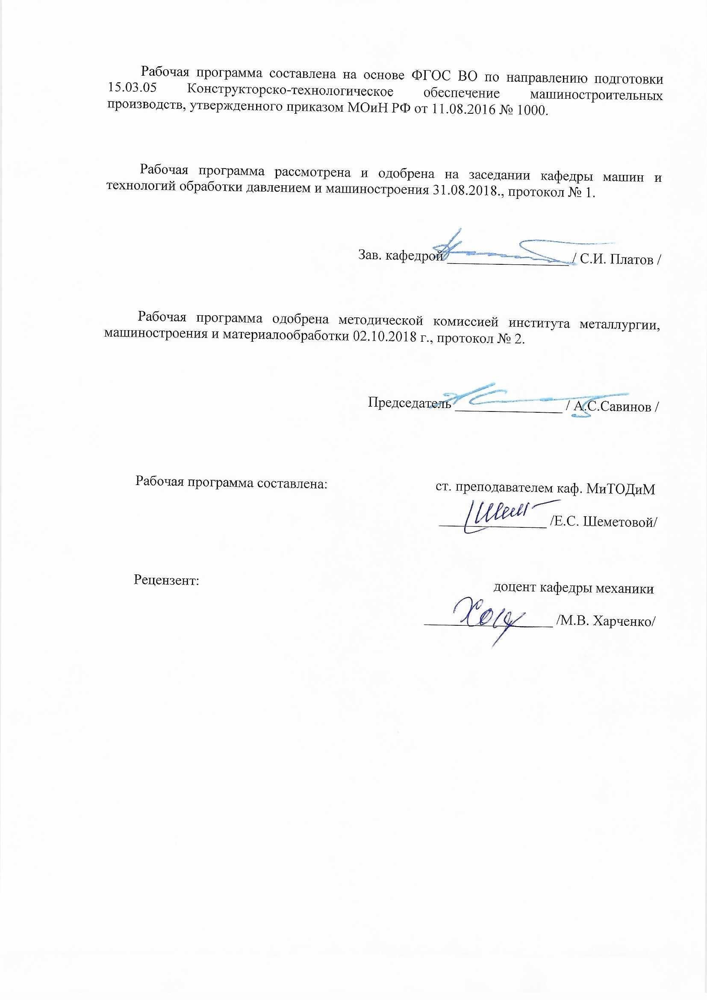 Рабочая программа составлена на основе ФГОС ВО по направлению подготовки
15.03.05 Конструкторско-технологическое обеспечение машиностроительных
производств, утвержденного приказом МОиН РФ от 11.08.2016 № 1000.
Рабочая программа рассмотрена и одобрена на заседании кафедры машин и
технологий обработки давлением и машиностроения 31.08.2018., протокол № 1.
Зав. кафедрой ________________ / С.И. Платов /
Рабочая программа одобрена методической комиссией института металлургии,
машиностроения и материалообработки 02.10.2018 г., протокол № 2.
Председатель ______________ / А.С.Савинов /
Рабочая программа составлена: ст. преподавателем каф. МиТОДиМ
______________ /Е.С. Шеметовой/
Рецензент: доцент кафедры механики
_________________ /М.В. Харченко/